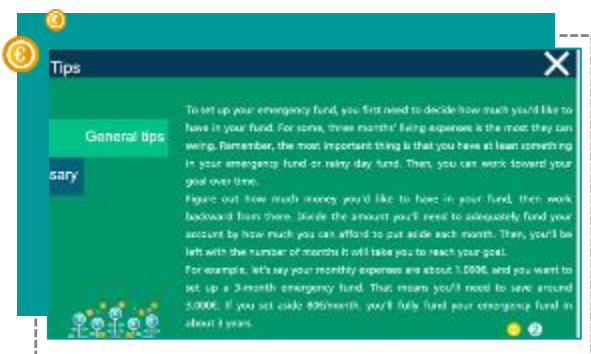 Tips
General tips
sary
To set up your emergency fund, you first need to decide how much you'd like to
have in your fund. For some, three months' living expenses is the most they can
swing. Remember, the most important thing is that you have at least something
in your emergency fund or rainy day fund. Then, you can work toward your
goal over time.
Figure out how much money you'd like to have in your fund, then work
backward from there. Divide the amount you'll need to adequately fund your
account by how much you can afford to put aside each month. Then, you'll be
left with the number of months it will take you to reach your goal.
For example, let's say your monthly expenses are about 1.000€, and you want to
set up a 3-month emergency fund. That means you'll need to save around
3.000€. If you set aside 80€/month, you'll fully fund your emergency fund in
about 3 years.
2